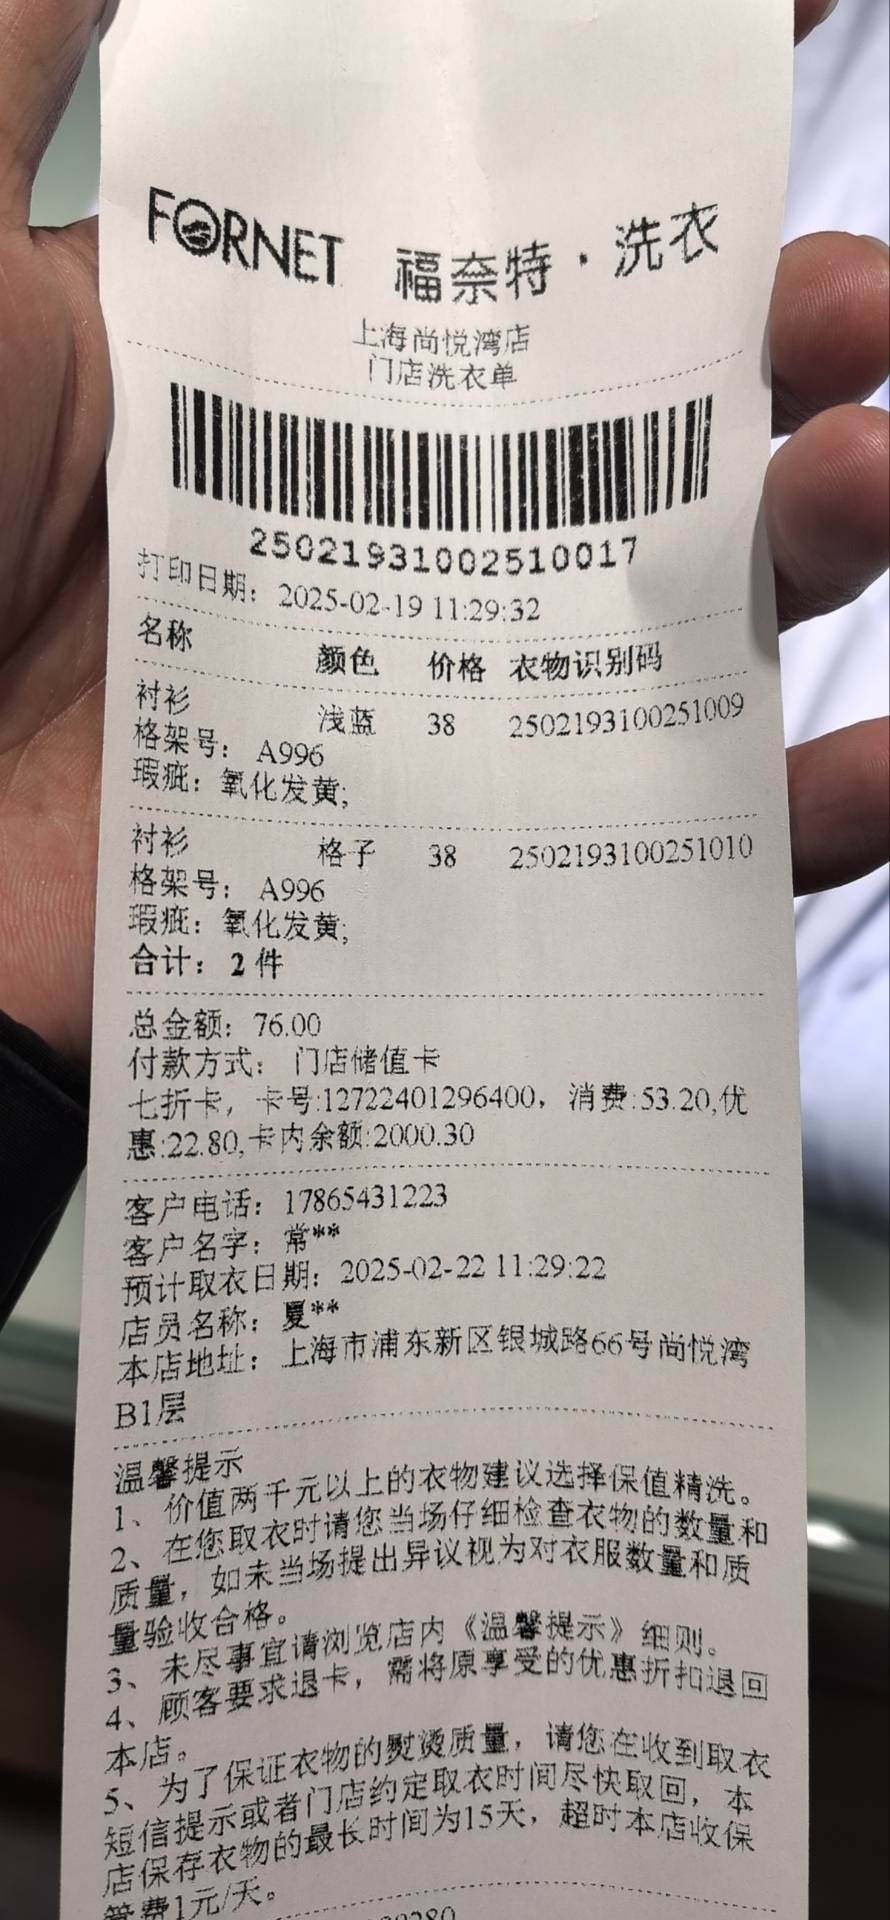 FORNET 福奈特·洗衣
上海尚悦湾店
门店洗衣单
25021931002510017
打印日期：2025-02-19 11:29:32
名称 颜色 价格 衣物识别码
衬衫 浅蓝 38 2502193100251009
格架号：A996
瑕疵：氧化发黄;
衬衫 格子 38 2502193100251010
格架号：A996
瑕疵：氧化发黄;
合计：2 件
总金额：76.00
付款方式：门店储值卡
七折卡，卡号:12722401296400，消费:53.20,优
惠:22.80,卡内余额:2000.30
客户电话：17865431223
客户名字：常**
预计取衣日期：2025-02-22 11:29:22
店员名称：夏**
本店地址：上海市浦东新区银城路66号尚悦湾
B1层
温馨提示
1、价值两千元以上的衣物建议选择保值精洗。
2、在您取衣时请您当场仔细检查衣物的数量和
质量，如未当场提出异议视为对衣服数量和质
量验收合格。
3、未尽事宜请浏览店内《温馨提示》细则。
4、顾客要求退卡，需将原享受的优惠折扣退回
本店。
5、为了保证衣物的熨烫质量，请您在收到取衣
短信提示或者门店约定取衣时间尽快取回，本
店保存衣物的最长时间为15天，超时本店收保
管费1元/天。